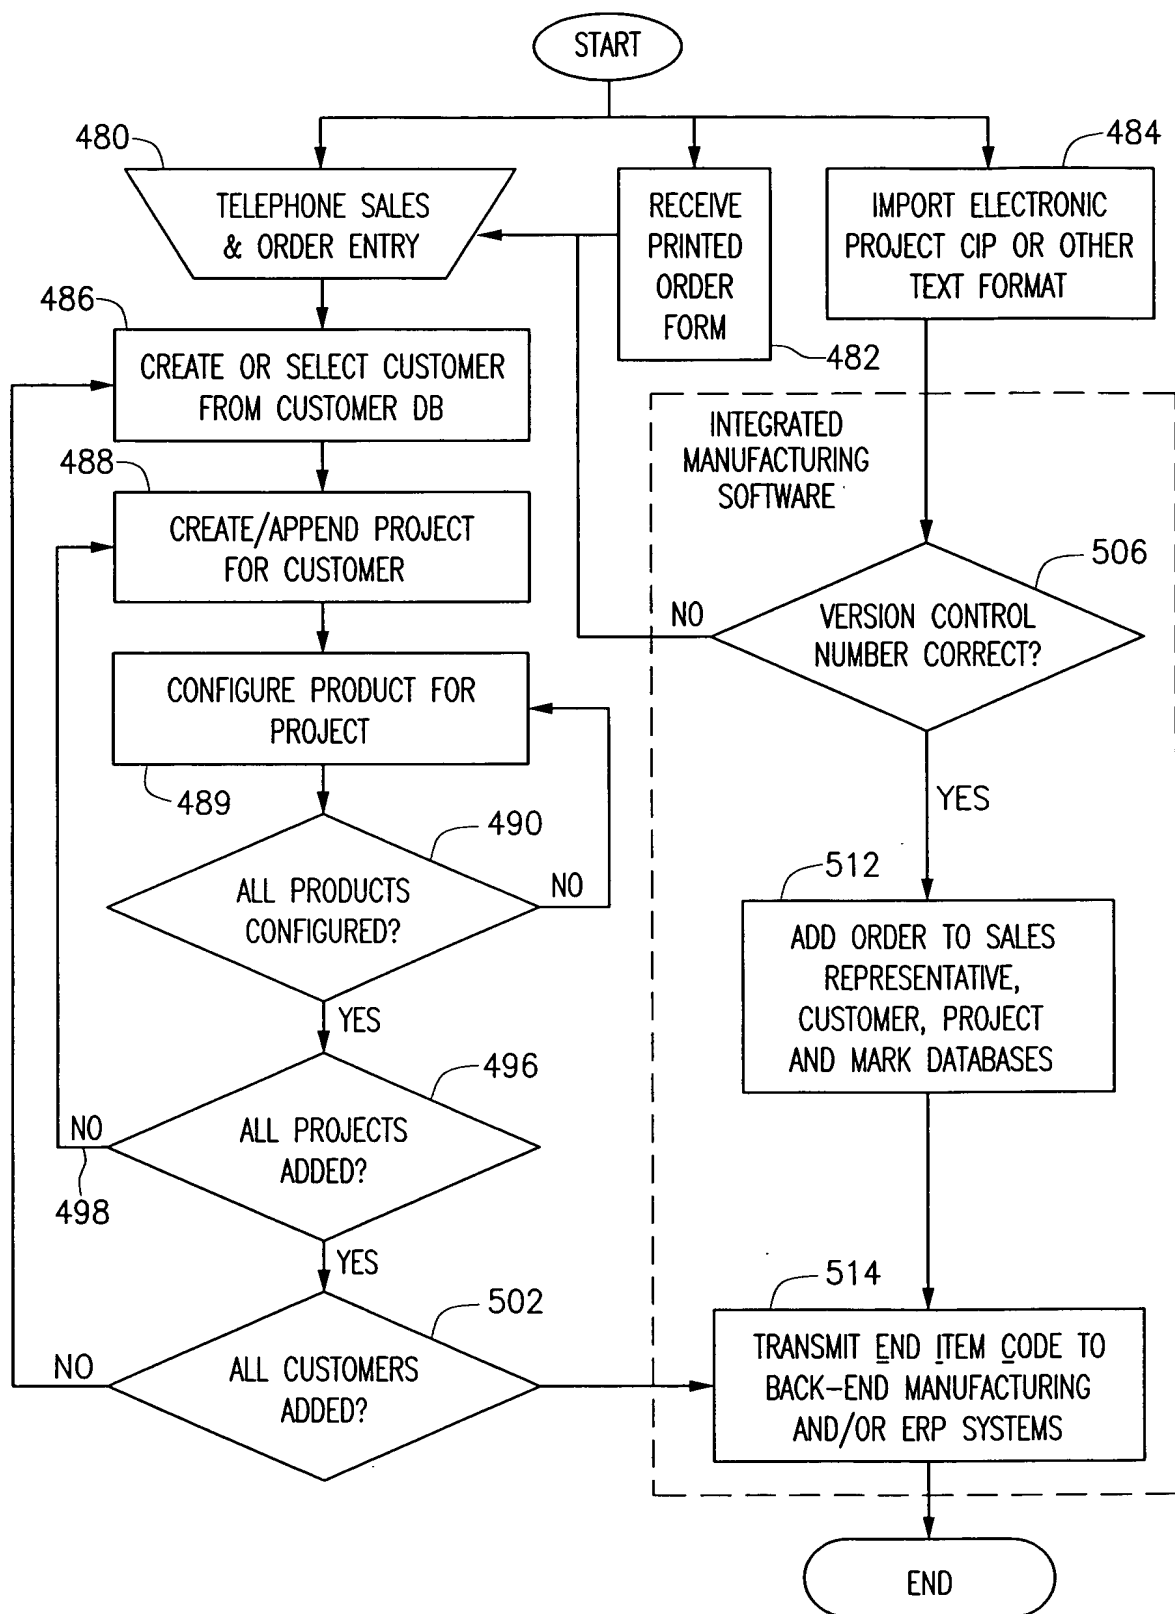 START
480
TELEPHONE SALES
& ORDER ENTRY
RECEIVE
PRINTED
ORDER
FORM
482
484
IMPORT ELECTRONIC
PROJECT CIP OR OTHER
TEXT FORMAT
486
CREATE OR SELECT CUSTOMER
FROM CUSTOMER DB
488
CREATE/APPEND PROJECT
FOR CUSTOMER
CONFIGURE PRODUCT FOR
PROJECT
489
490
ALL PRODUCTS
CONFIGURED?
NO
YES
496
ALL PROJECTS
ADDED?
NO
498
YES
502
ALL CUSTOMERS
ADDED?
NO
INTEGRATED
MANUFACTURING
SOFTWARE
506
VERSION CONTROL
NUMBER CORRECT?
NO
YES
512
ADD ORDER TO SALES
REPRESENTATIVE,
CUSTOMER, PROJECT
AND MARK DATABASES
514
TRANSMIT END ITEM CODE TO
BACK-END MANUFACTURING
AND/OR ERP SYSTEMS
END